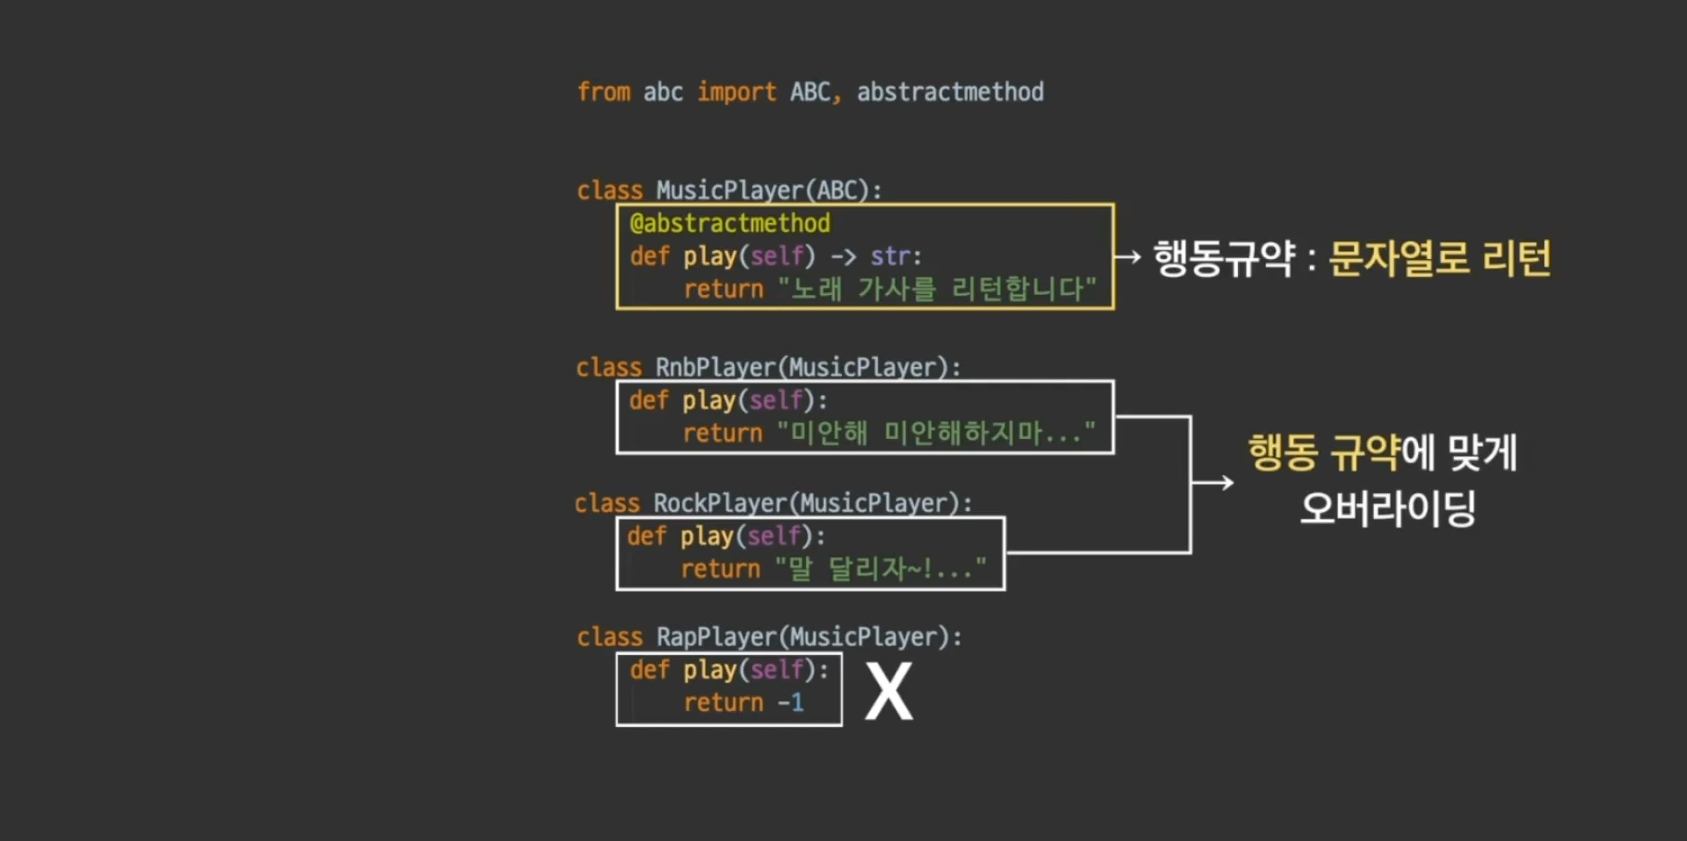 from abc import ABC, abstractmethod
class MusicPlayer(ABC):
@abstractmethod
def play(self) -> str:
return "노래 가사를 리턴합니다"
→ 행동규약 : 문자열로 리턴
class RnbPlayer(MusicPlayer):
def play(self):
return "미안해 미안해하지마..."
class RockPlayer(MusicPlayer):
def play(self):
return "말 달리자~!..."
행동 규약에 맞게
오버라이딩
class RapPlayer(MusicPlayer):
def play(self):
return -1
X